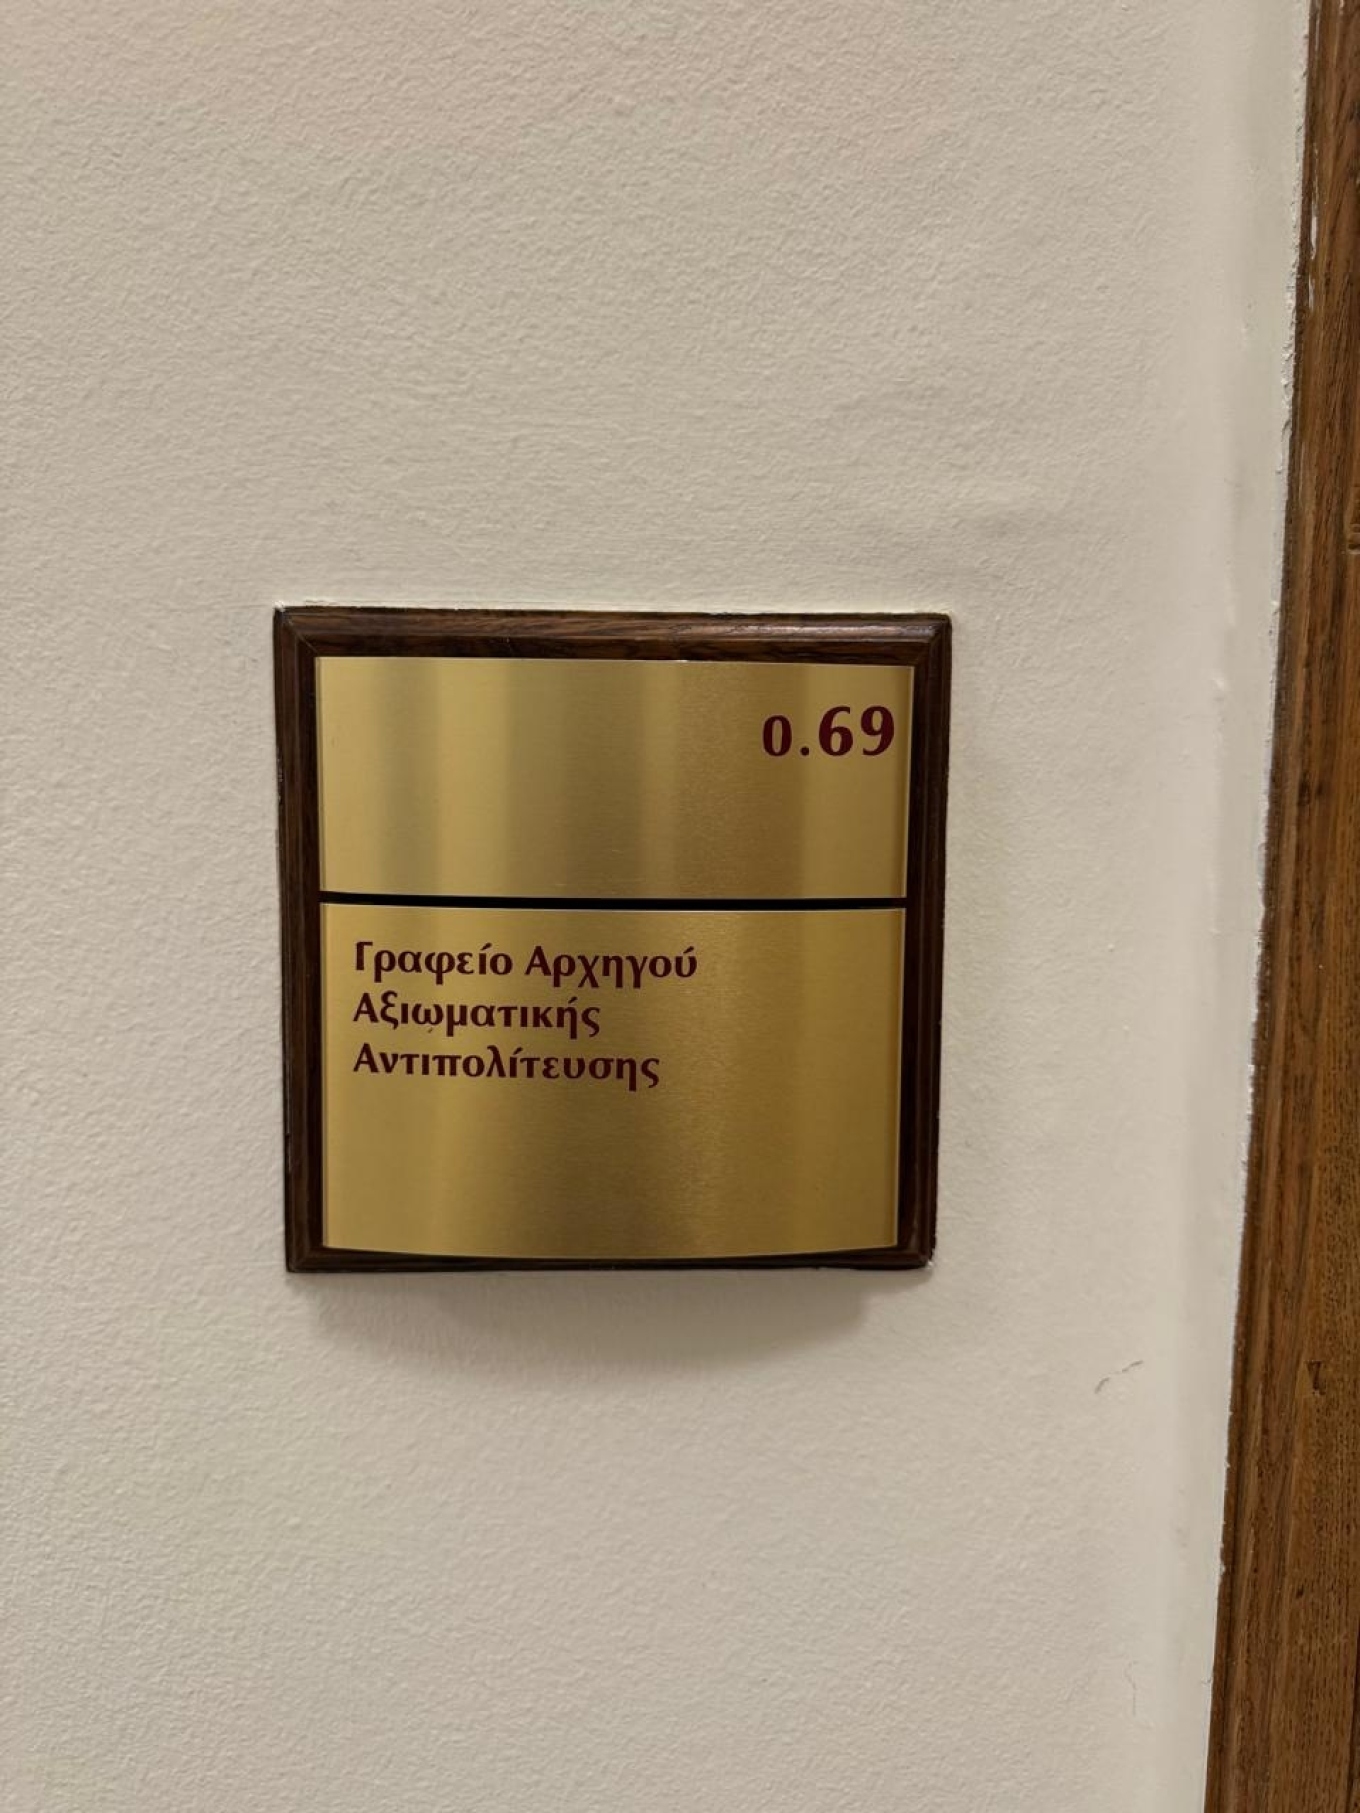 0.69
Γραφείο Αρχηγού
Αξιωματικής
Αντιπολίτευσης